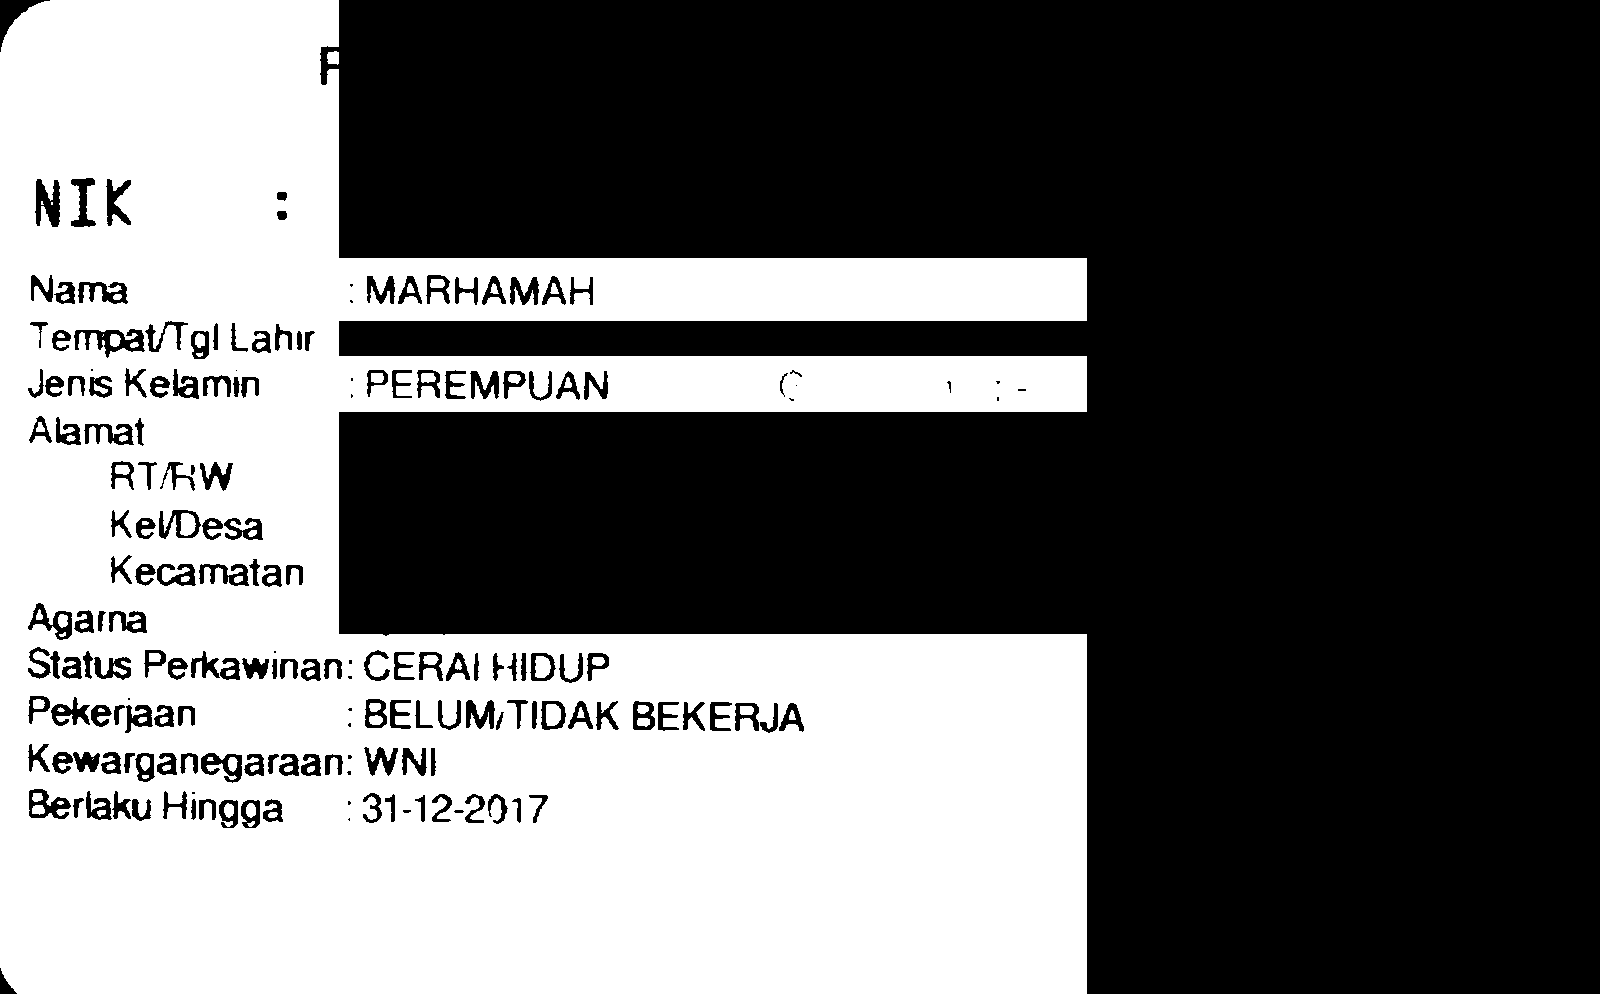 NIK :
Nama : MARHAMAH
Tempat/Tgl Lahir
Jenis Kelamin : PEREMPUAN : -
Alamat
RT/RW
Kel/Desa
Kecamatan
Agama
Status Perkawinan: CERAI HIDUP
Pekerjaan : BELUM/TIDAK BEKERJA
Kewarganegaraan: WNI
Berlaku Hingga : 31-12-2017